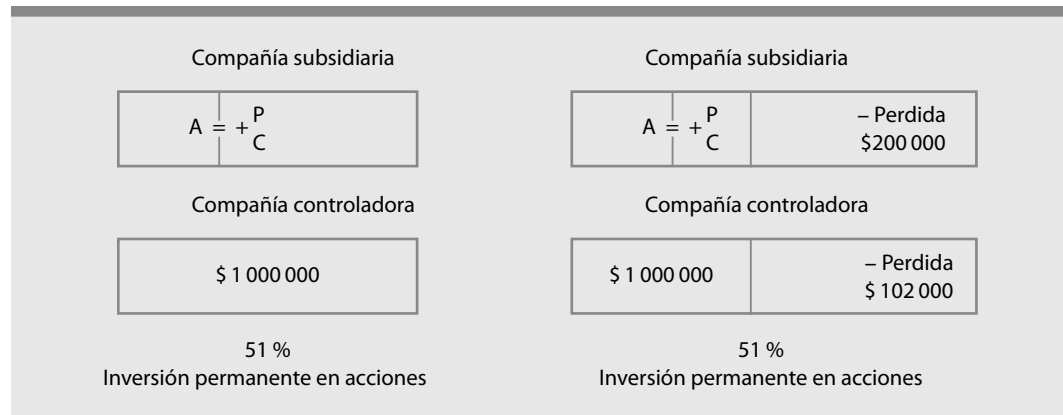 Compañía subsidiaria
A = + P
C
Compañía controladora
$ 1 000 000
51 %
Inversión permanente en acciones
Compañía subsidiaria
A = + P
C
– Perdida
$200 000
Compañía controladora
$ 1 000 000
– Perdida
$ 102 000
51 %
Inversión permanente en acciones